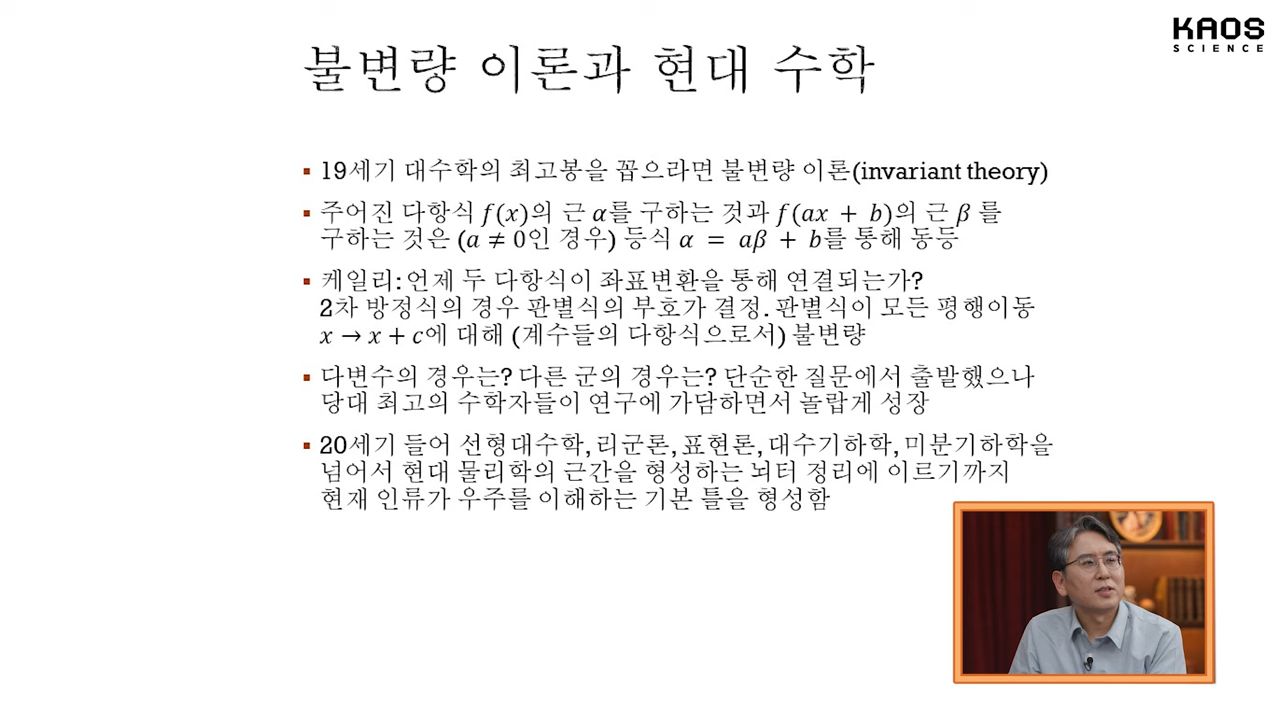 KAOS
SCIENCE
불변량 이론과 현대 수학
▪ 19세기 대수학의 최고봉을 꼽으라면 불변량 이론(invariant theory)
▪ 주어진 다항식 f(x)의 근 α를 구하는 것과 f(ax + b)의 근 β 를
구하는 것은 (a ≠ 0인 경우) 등식 α = aβ + b를 통해 동등
▪ 케일리: 언제 두 다항식이 좌표변환을 통해 연결되는가?
2차 방정식의 경우 판별식의 부호가 결정. 판별식이 모든 평행이동
x → x + c에 대해 (계수들의 다항식으로서) 불변량
▪ 다변수의 경우는? 다른 군의 경우는? 단순한 질문에서 출발했으나
당대 최고의 수학자들이 연구에 가담하면서 놀랍게 성장
▪ 20세기 들어 선형대수학, 리군론, 표현론, 대수기하학, 미분기하학을
넘어서 현대 물리학의 근간을 형성하는 뇌터 정리에 이르기까지
현재 인류가 우주를 이해하는 기본 틀을 형성함